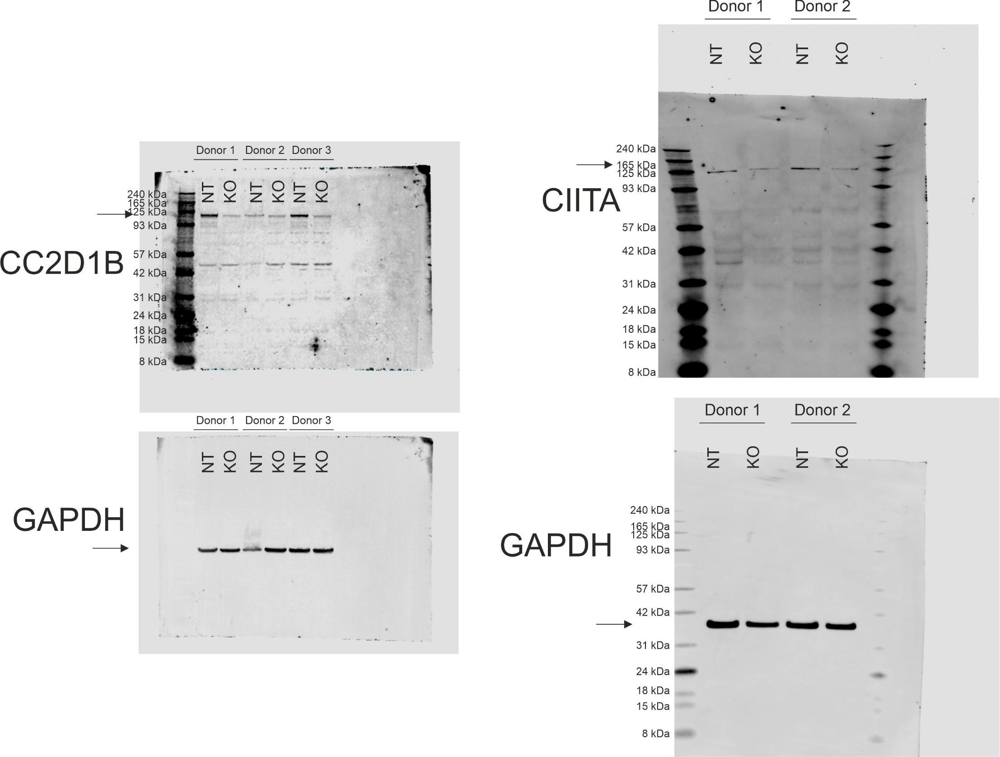 Donor 1 Donor 2 Donor 3
NT KO NT KO NT KO
240 kDa
165 kDa
125 kDa
93 kDa
57 kDa
42 kDa
31 kDa
24 kDa
18 kDa
15 kDa
8 kDa
CC2D1B
Donor 1 Donor 2 Donor 3
NT KO NT KO NT KO
GAPDH
Donor 1 Donor 2
NT KO NT KO
240 kDa
165 kDa
125 kDa
93 kDa
57 kDa
42 kDa
31 kDa
24 kDa
18 kDa
15 kDa
8 kDa
CIITA
Donor 1 Donor 2
NT KO NT KO
240 kDa
165 kDa
125 kDa
93 kDa
57 kDa
42 kDa
31 kDa
24 kDa
18 kDa
15 kDa
8 kDa
GAPDH